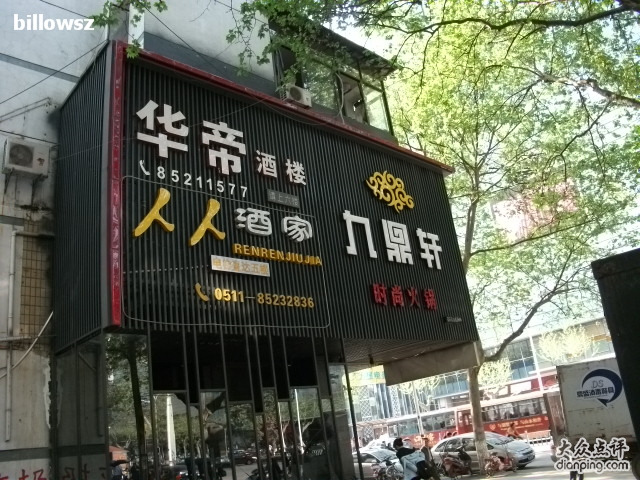 billowsz
华帝酒楼
85211577
人人酒家
RENRENJIUJIA
0511-85232836
九鼎轩
时尚火锅
大众点评
dianping.com